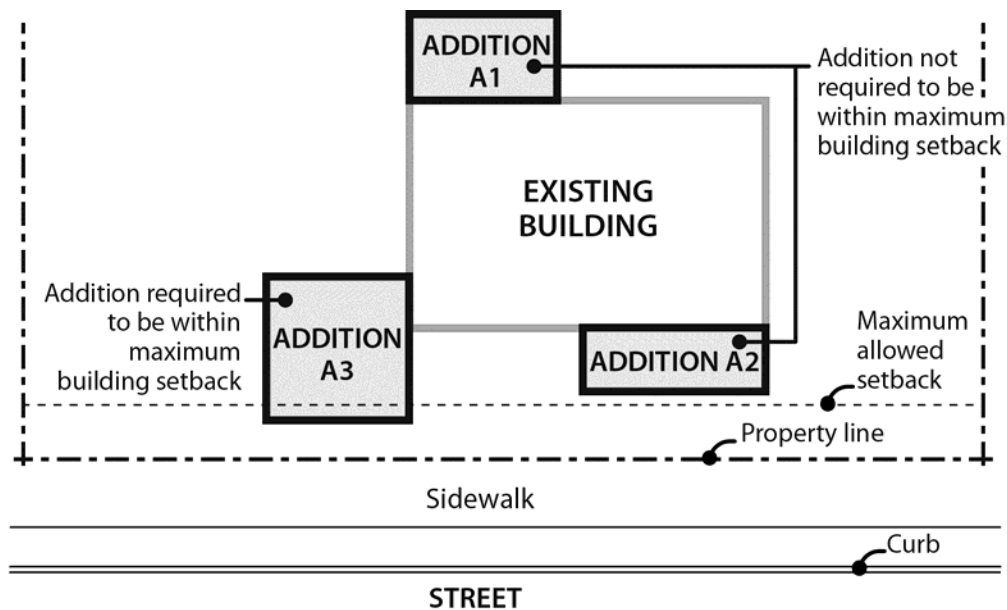 ADDITION
A1
Addition not
required to be
within maximum
building setback
EXISTING
BUILDING
Addition required
to be within
maximum
building setback
ADDITION
A3
ADDITION A2
Maximum
allowed
setback
Property line
Sidewalk
Curb
STREET